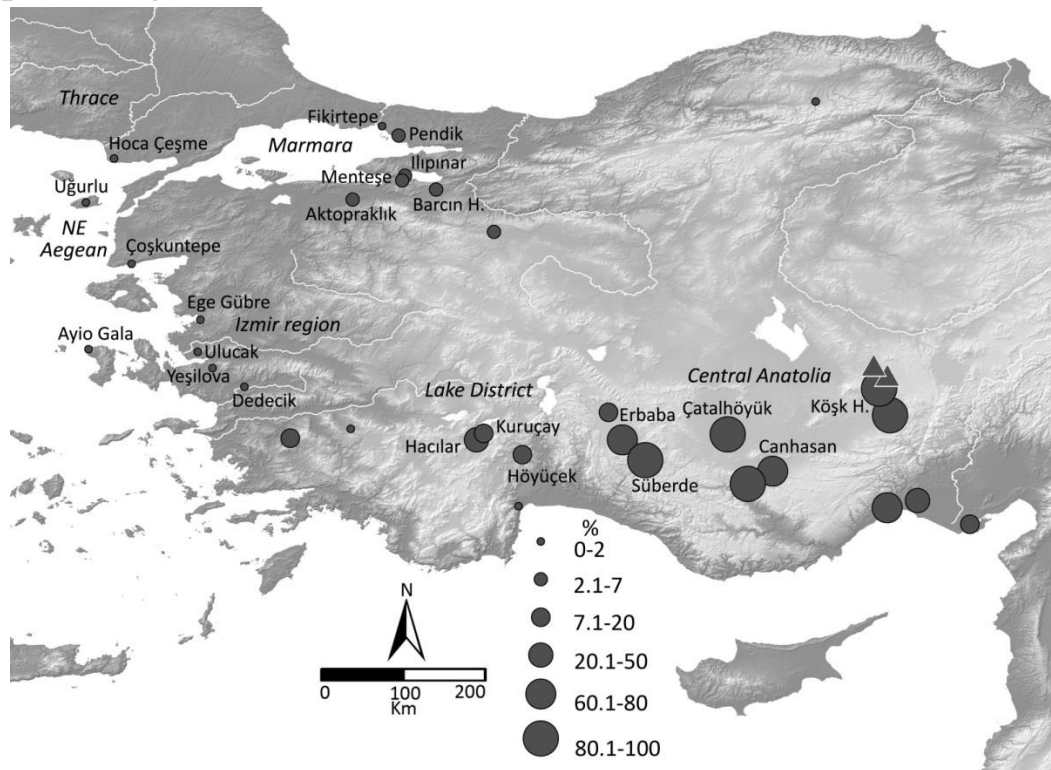 Thrace
Fikirtepe
Pendik
Hoca Çeşme
Marmara
Ilıpınar
Menteşe
Uğurlu
Barcın H.
Aktopraklık
NE
Aegean
Çoşkuntepe
Ege Gübre
Izmir region
Ayio Gala
Ulucak
Yeşilova
Dedecik
Lake District
Central Anatolia
Erbaba
Çatalhöyük
Köşk H.
Kuruçay
Hacılar
Canhasan
Höyüçek
Süberde
%
0-2
2.1-7
7.1-20
20.1-50
60.1-80
80.1-100
N
0 100 200
Km